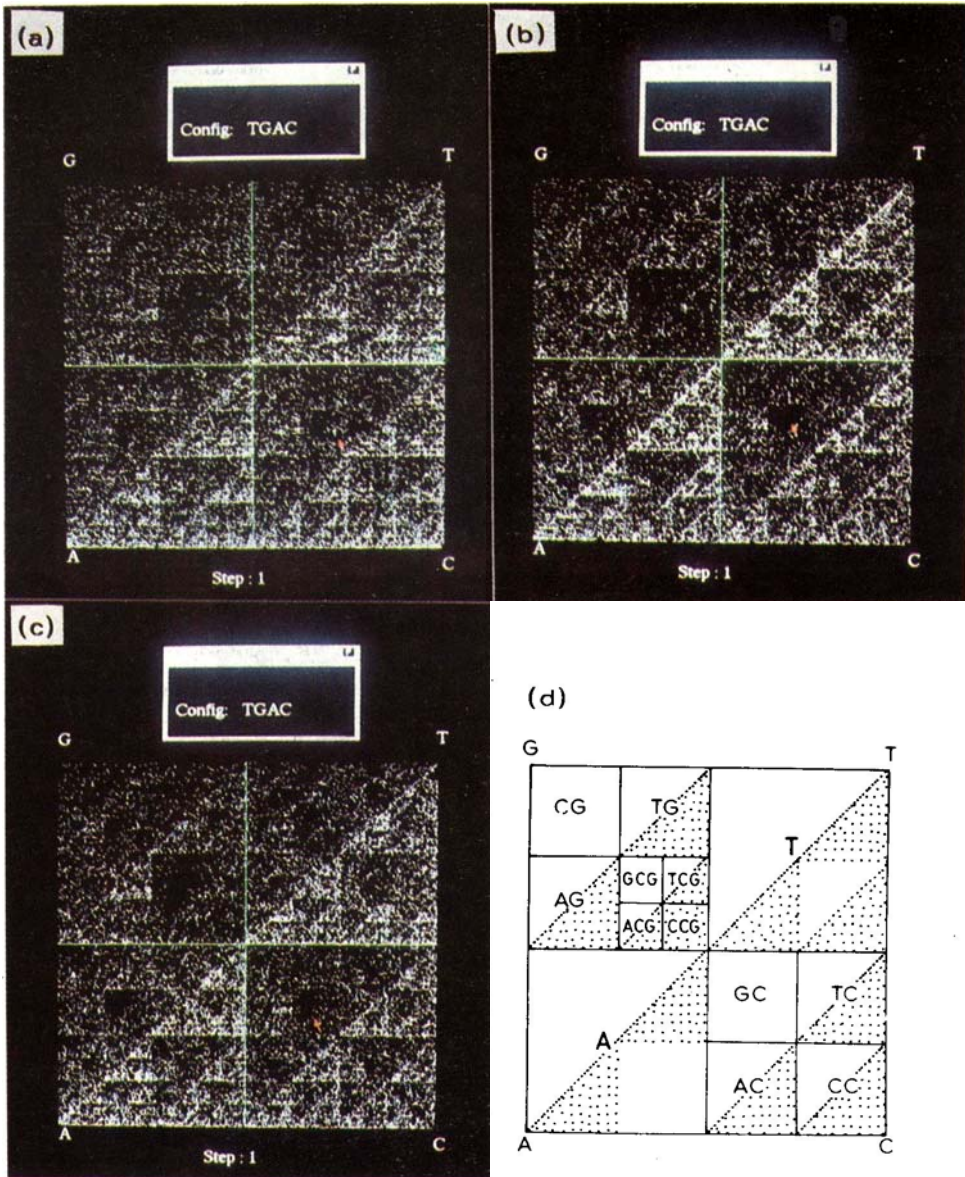 (a)
Config: TGAC
G T
A C
Step : 1
(b)
Config: TGAC
G T
A C
Step : 1
(c)
Config: TGAC
G T
A C
Step : 1
(d)
G T
CG TG T
AG GCG TCG
ACG CCG
A GC TC
AC CC
A C